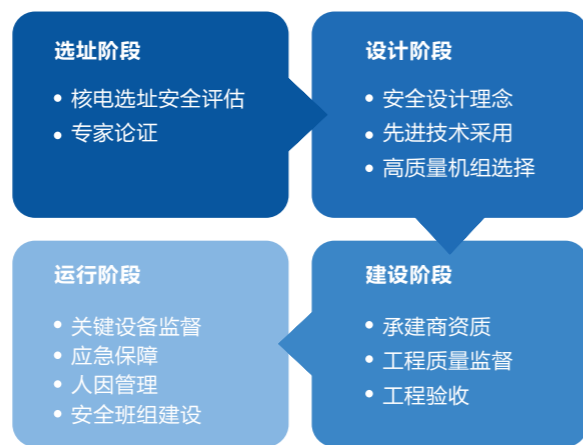 选址阶段
• 核电选址安全评估
• 专家论证
设计阶段
• 安全设计理念
• 先进技术采用
• 高质量机组选择
建设阶段
• 承建商资质
• 工程质量监督
• 工程验收
运行阶段
• 关键设备监督
• 应急保障
• 人因管理
• 安全班组建设